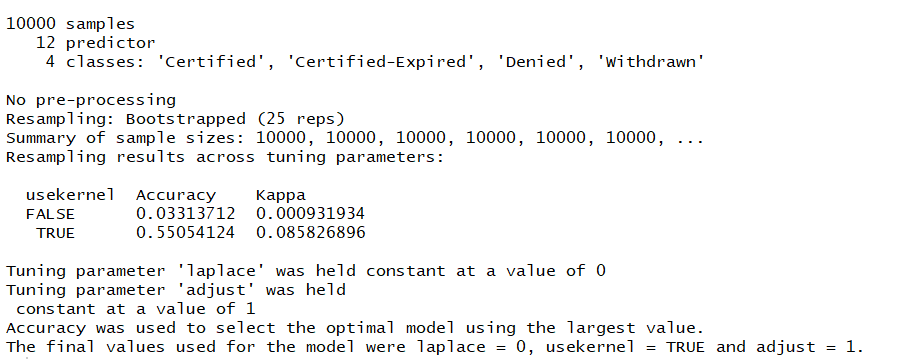 10000 samples
12 predictor
4 classes: 'Certified', 'Certified-Expired', 'Denied', 'Withdrawn'
No pre-processing
Resampling: Bootstrapped (25 reps)
Summary of sample sizes: 10000, 10000, 10000, 10000, 10000, 10000, ...
Resampling results across tuning parameters:
usekernel Accuracy Kappa
FALSE 0.03313712 0.000931934
TRUE 0.55054124 0.085826896
Tuning parameter 'laplace' was held constant at a value of 0
Tuning parameter 'adjust' was held
constant at a value of 1
Accuracy was used to select the optimal model using the largest value.
The final values used for the model were laplace = 0, usekernel = TRUE and adjust = 1.